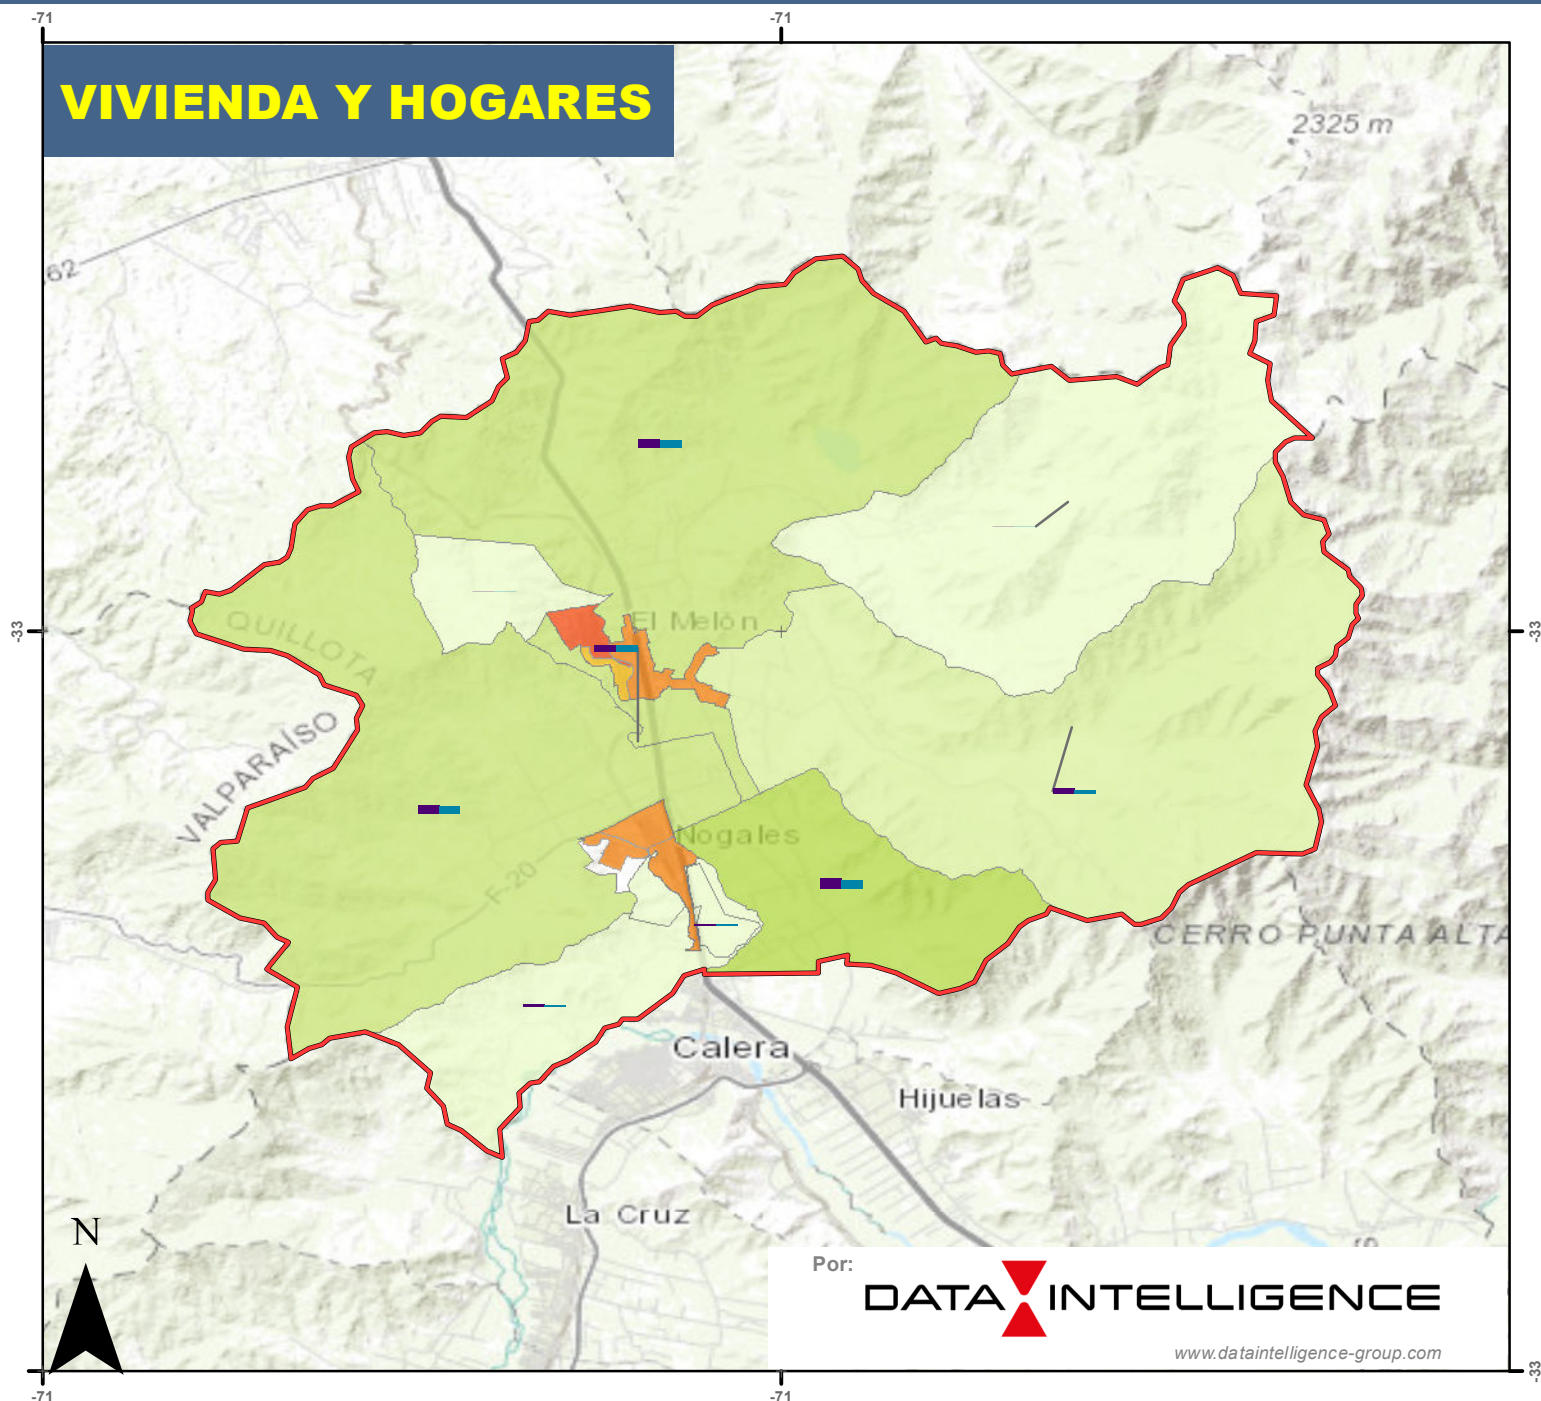 -71
-71
VIVIENDA Y HOGARES
2325 m
62
El Melón
QUILLOTA
-33
-33
VALPARAÍSO
Nogales
F-20
CERRO PUNTA ALTA
Calera
Hijuelas
La Cruz
N
Por:
DATA INTELLIGENCE
www.dataintelligence-group.com
-33
-71
-71